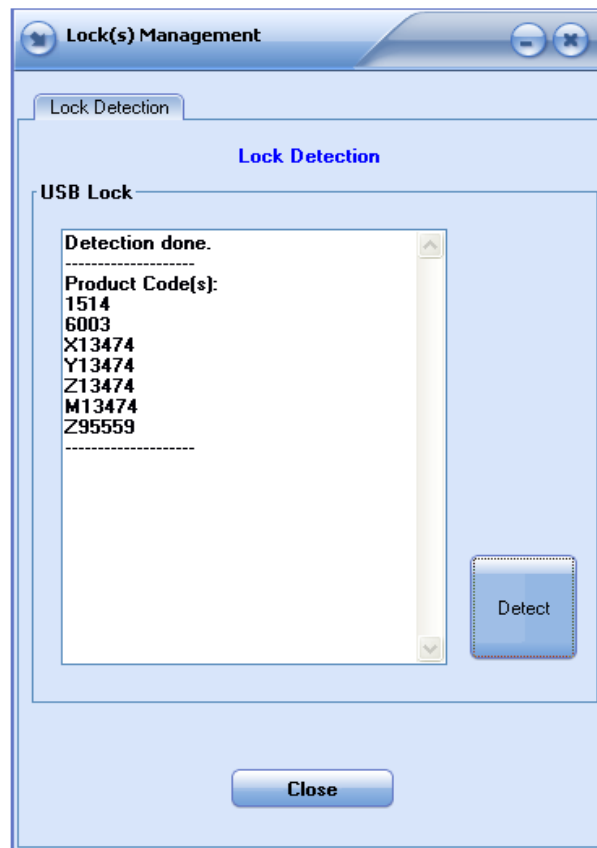 Lock(s) Management
Lock Detection
Lock Detection
USB Lock
Detection done.
--------------------
Product Code(s):
1514
6003
X13474
Y13474
Z13474
M13474
Z95559
--------------------
Detect
Close